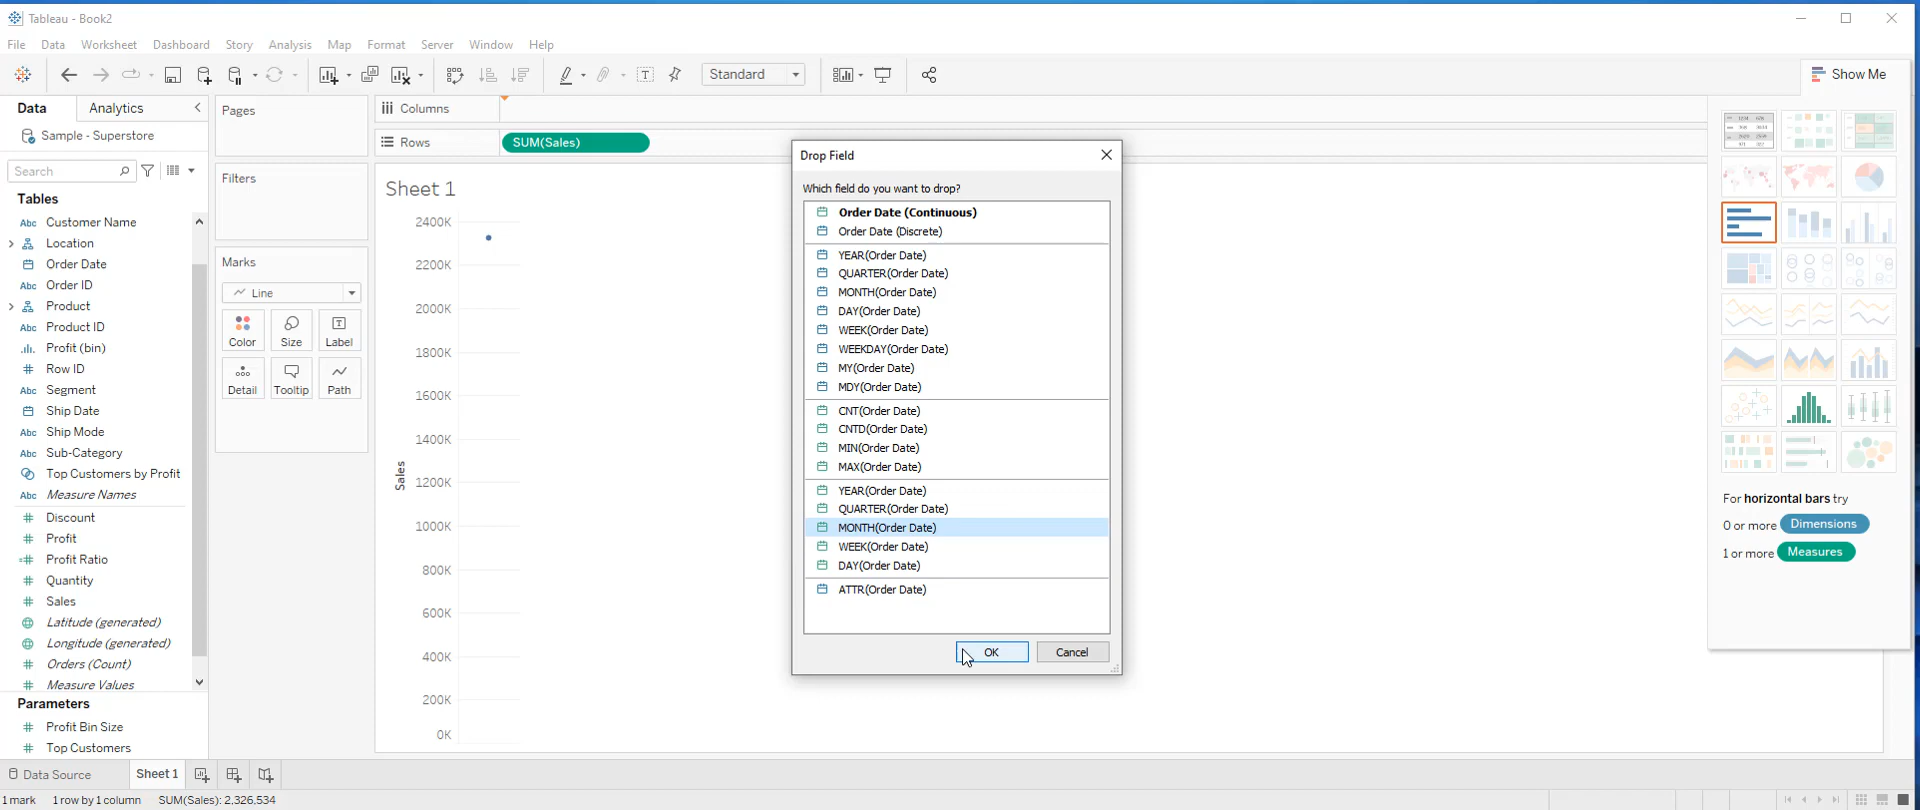 Tableau - Book2
File Data Worksheet Dashboard Story Analysis Map Format Server Window Help
Standard
Show Me
Data Analytics
Sample - Superstore
Search
Tables
Abc Customer Name
Location
Order Date
Abc Order ID
Product
Abc Product ID
Profit (bin)
# Row ID
Abc Segment
Ship Date
Abc Ship Mode
Abc Sub-Category
Top Customers by Profit
Abc Measure Names
# Discount
# Profit
=# Profit Ratio
# Quantity
# Sales
Latitude (generated)
Longitude (generated)
# Orders (Count)
# Measure Values
Parameters
# Profit Bin Size
# Top Customers
Pages
Filters
Marks
Line
Color Size Label
Detail Tooltip Path
Columns
Rows SUM(Sales)
Sheet 1
Sales
2400K
2200K
2000K
1800K
1600K
1400K
1200K
1000K
800K
600K
400K
200K
0K
Drop Field
Which field do you want to drop?
Order Date (Continuous)
Order Date (Discrete)
YEAR(Order Date)
QUARTER(Order Date)
MONTH(Order Date)
DAY(Order Date)
WEEK(Order Date)
WEEKDAY(Order Date)
MY(Order Date)
MDY(Order Date)
CNT(Order Date)
CNTD(Order Date)
MIN(Order Date)
MAX(Order Date)
YEAR(Order Date)
QUARTER(Order Date)
MONTH(Order Date)
WEEK(Order Date)
DAY(Order Date)
ATTR(Order Date)
OK Cancel
For horizontal bars try
0 or more Dimensions
1 or more Measures
Data Source Sheet 1
1 mark 1 row by 1 column SUM(Sales): 2,326,534